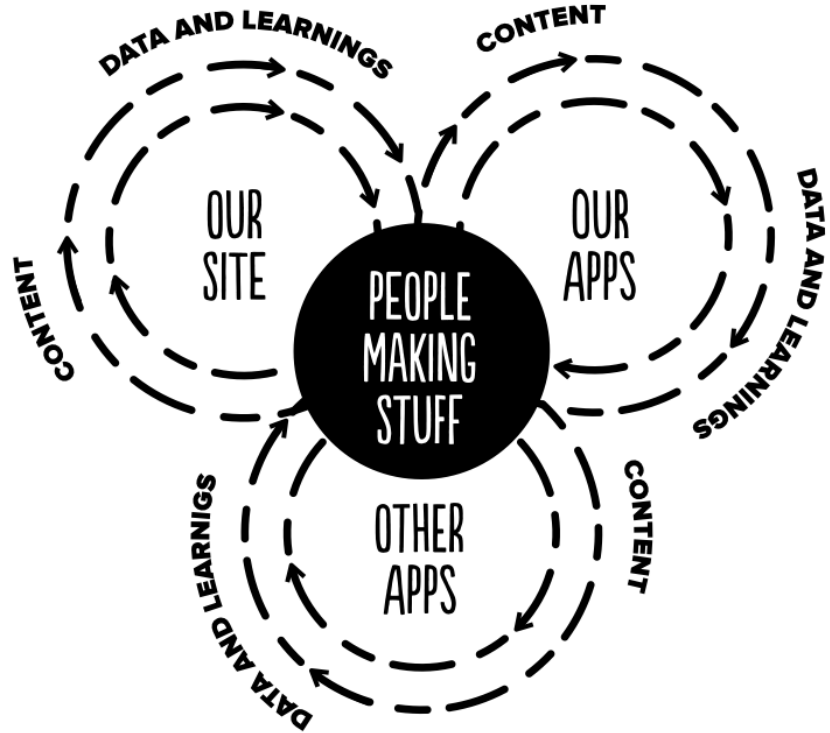 DATA AND LEARNINGS
CONTENT
OUR
SITE
CONTENT
OUR
APPS
DATA AND LEARNINGS
PEOPLE
MAKING
STUFF
OTHER
APPS
CONTENT
DATA AND LEARNIGS